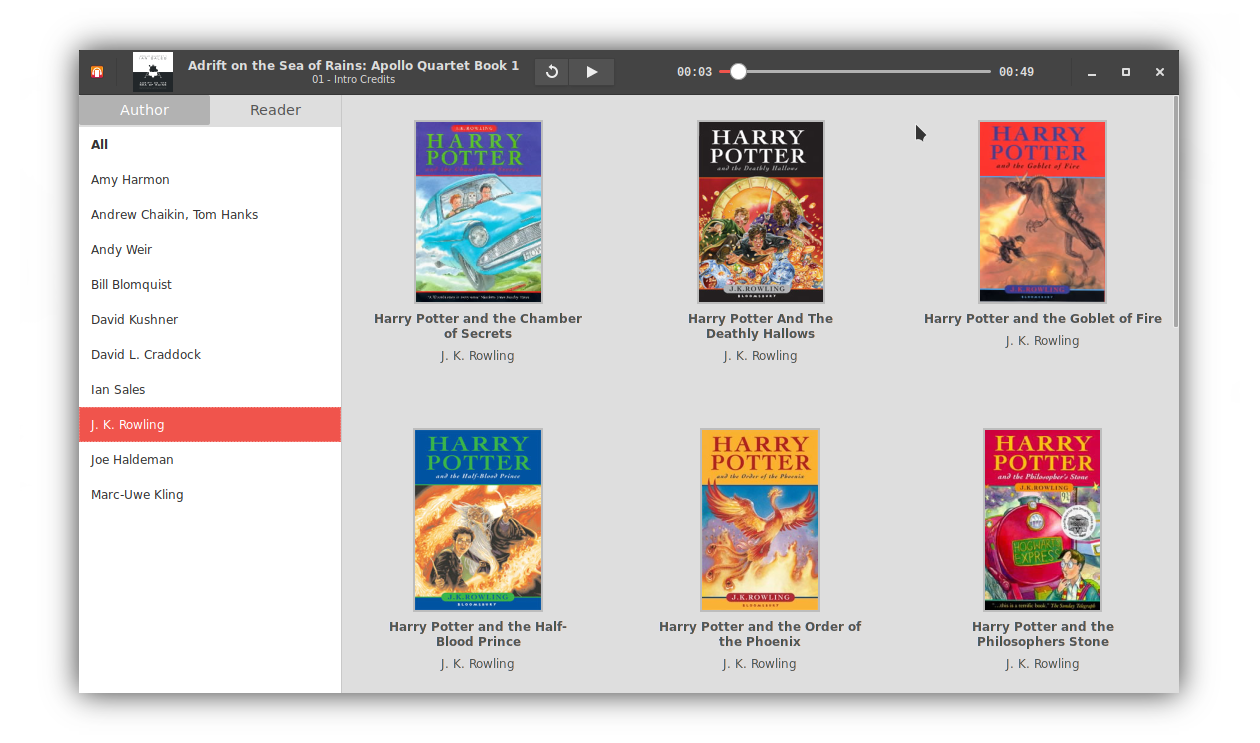 Adrift on the Sea of Rains: Apollo Quartet Book 1
01 - Intro Credits
00:03
00:49
Author
Reader
All
Amy Harmon
Andrew Chaikin, Tom Hanks
Andy Weir
Bill Blomquist
David Kushner
David L. Craddock
Ian Sales
J. K. Rowling
Joe Haldeman
Marc-Uwe Kling
J.K.ROWLING
HARRY
POTTER
Harry Potter and the Chamber
of Secrets
J. K. Rowling
HARRY
POTTER
and the Deathly Hallows
J.K.ROWLING
BLOOMSBURY
Harry Potter And The
Deathly Hallows
J. K. Rowling
HARRY
POTTER
and the Goblet of Fire
J.K.ROWLING
Harry Potter and the Goblet of Fire
J. K. Rowling
HARRY
POTTER
and the Half-Blood Prince
J.K.ROWLING
BLOOMSBURY
Harry Potter and the Half-
Blood Prince
J. K. Rowling
HARRY
POTTER
and the Order of the Phoenix
J.K.ROWLING
BLOOMSBURY
Harry Potter and the Order of
the Phoenix
J. K. Rowling
HARRY
POTTER
and the Philosopher's Stone
J.K.ROWLING
HOGWARTS
EXPRESS
"...this is a terrific book." The Sunday Telegraph
Harry Potter and the
Philosophers Stone
J. K. Rowling